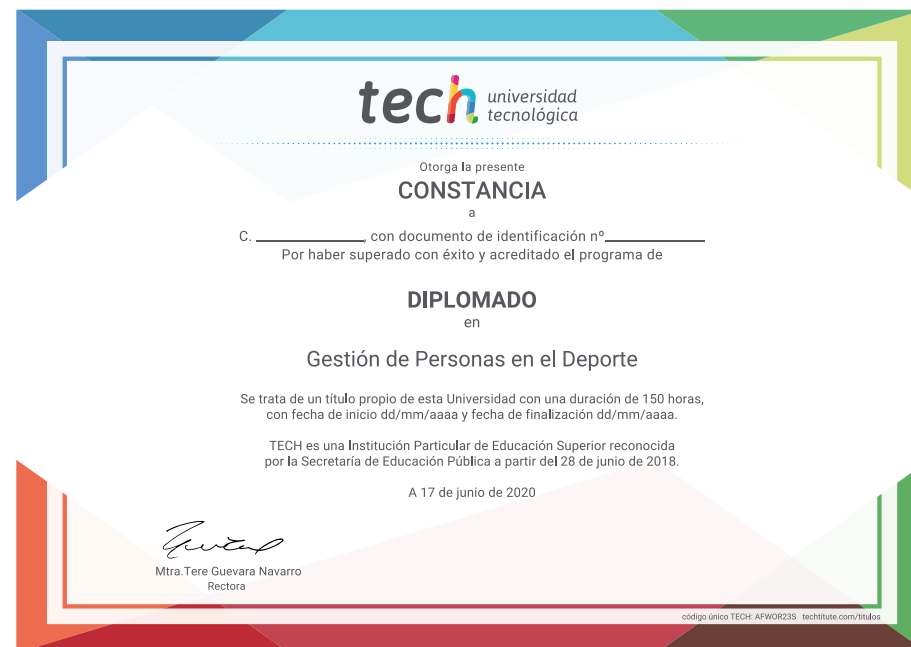 tech universidad
tecnológica
Otorga la presente
CONSTANCIA
a
C. ____________, con documento de identificación nº____________
Por haber superado con éxito y acreditado el programa de
DIPLOMADO
en
Gestión de Personas en el Deporte
Se trata de un título propio de esta Universidad con una duración de 150 horas,
con fecha de inicio dd/mm/aaaa y fecha de finalización dd/mm/aaaa.
TECH es una Institución Particular de Educación Superior reconocida
por la Secretaría de Educación Pública a partir del 28 de junio de 2018.
A 17 de junio de 2020
Mtra.Tere Guevara Navarro
Rectora
código único TECH: AFWOR23S techtitute.com/titulos